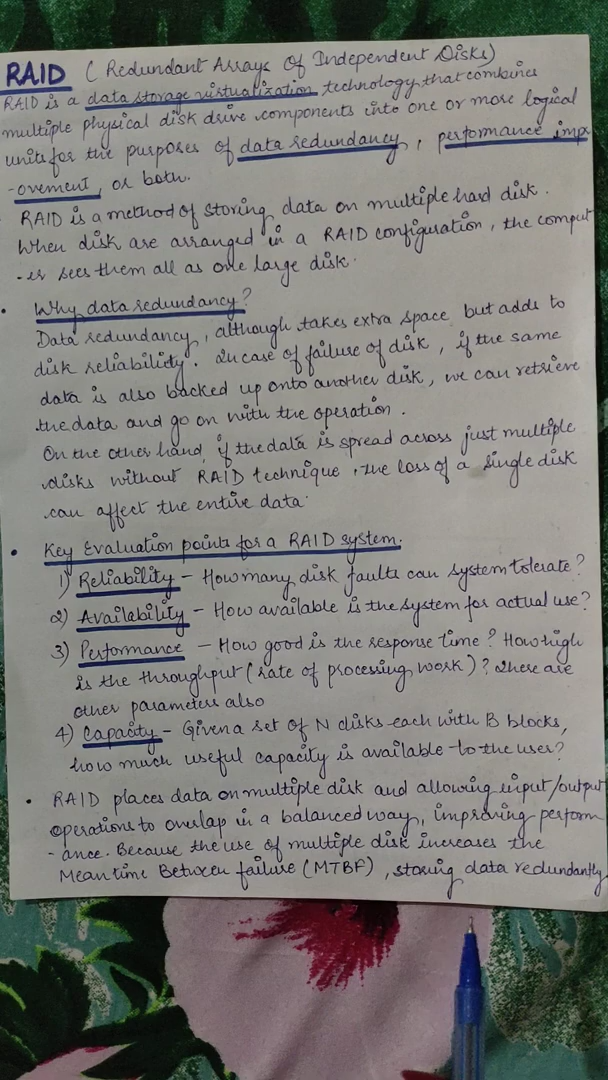 RAID (Redundant Arrays of Independent Disks)
RAID is a data storage virtualization technology that combines
multiple physical disk drive components into one or more logical
units for the purposes of data redundancy, performance impr
-ovement, or both.
RAID is a method of storing data on multiple hard disk.
When disk are arranged in a RAID configuration, the comput
-er sees them all as one large disk.
• Why data redundancy?
Data redundancy, although takes extra space but adds to
disk reliability. In case of failure of disk, if the same
data is also backed up onto another disk, we can retrieve
the data and go on with the operation.
On the other hand, if the data is spread across just multiple
disks without RAID technique, the loss of a single disk
can affect the entire data.
• Key Evaluation points for a RAID system.
1) Reliability - How many disk faults can system tolerate?
2) Availability - How available is the system for actual use?
3) Performance - How good is the response time? How high
is the throughput (rate of processing work)? There are
other parameters also
4) Capacity - Given a set of N disks each with B blocks,
how much useful capacity is available to the user?
• RAID places data on multiple disk and allowing input/output
operations to overlap in a balanced way, improving perform
-ance. Because the use of multiple disk increases the
Mean time Between failure (MTBF), storing data redundantly